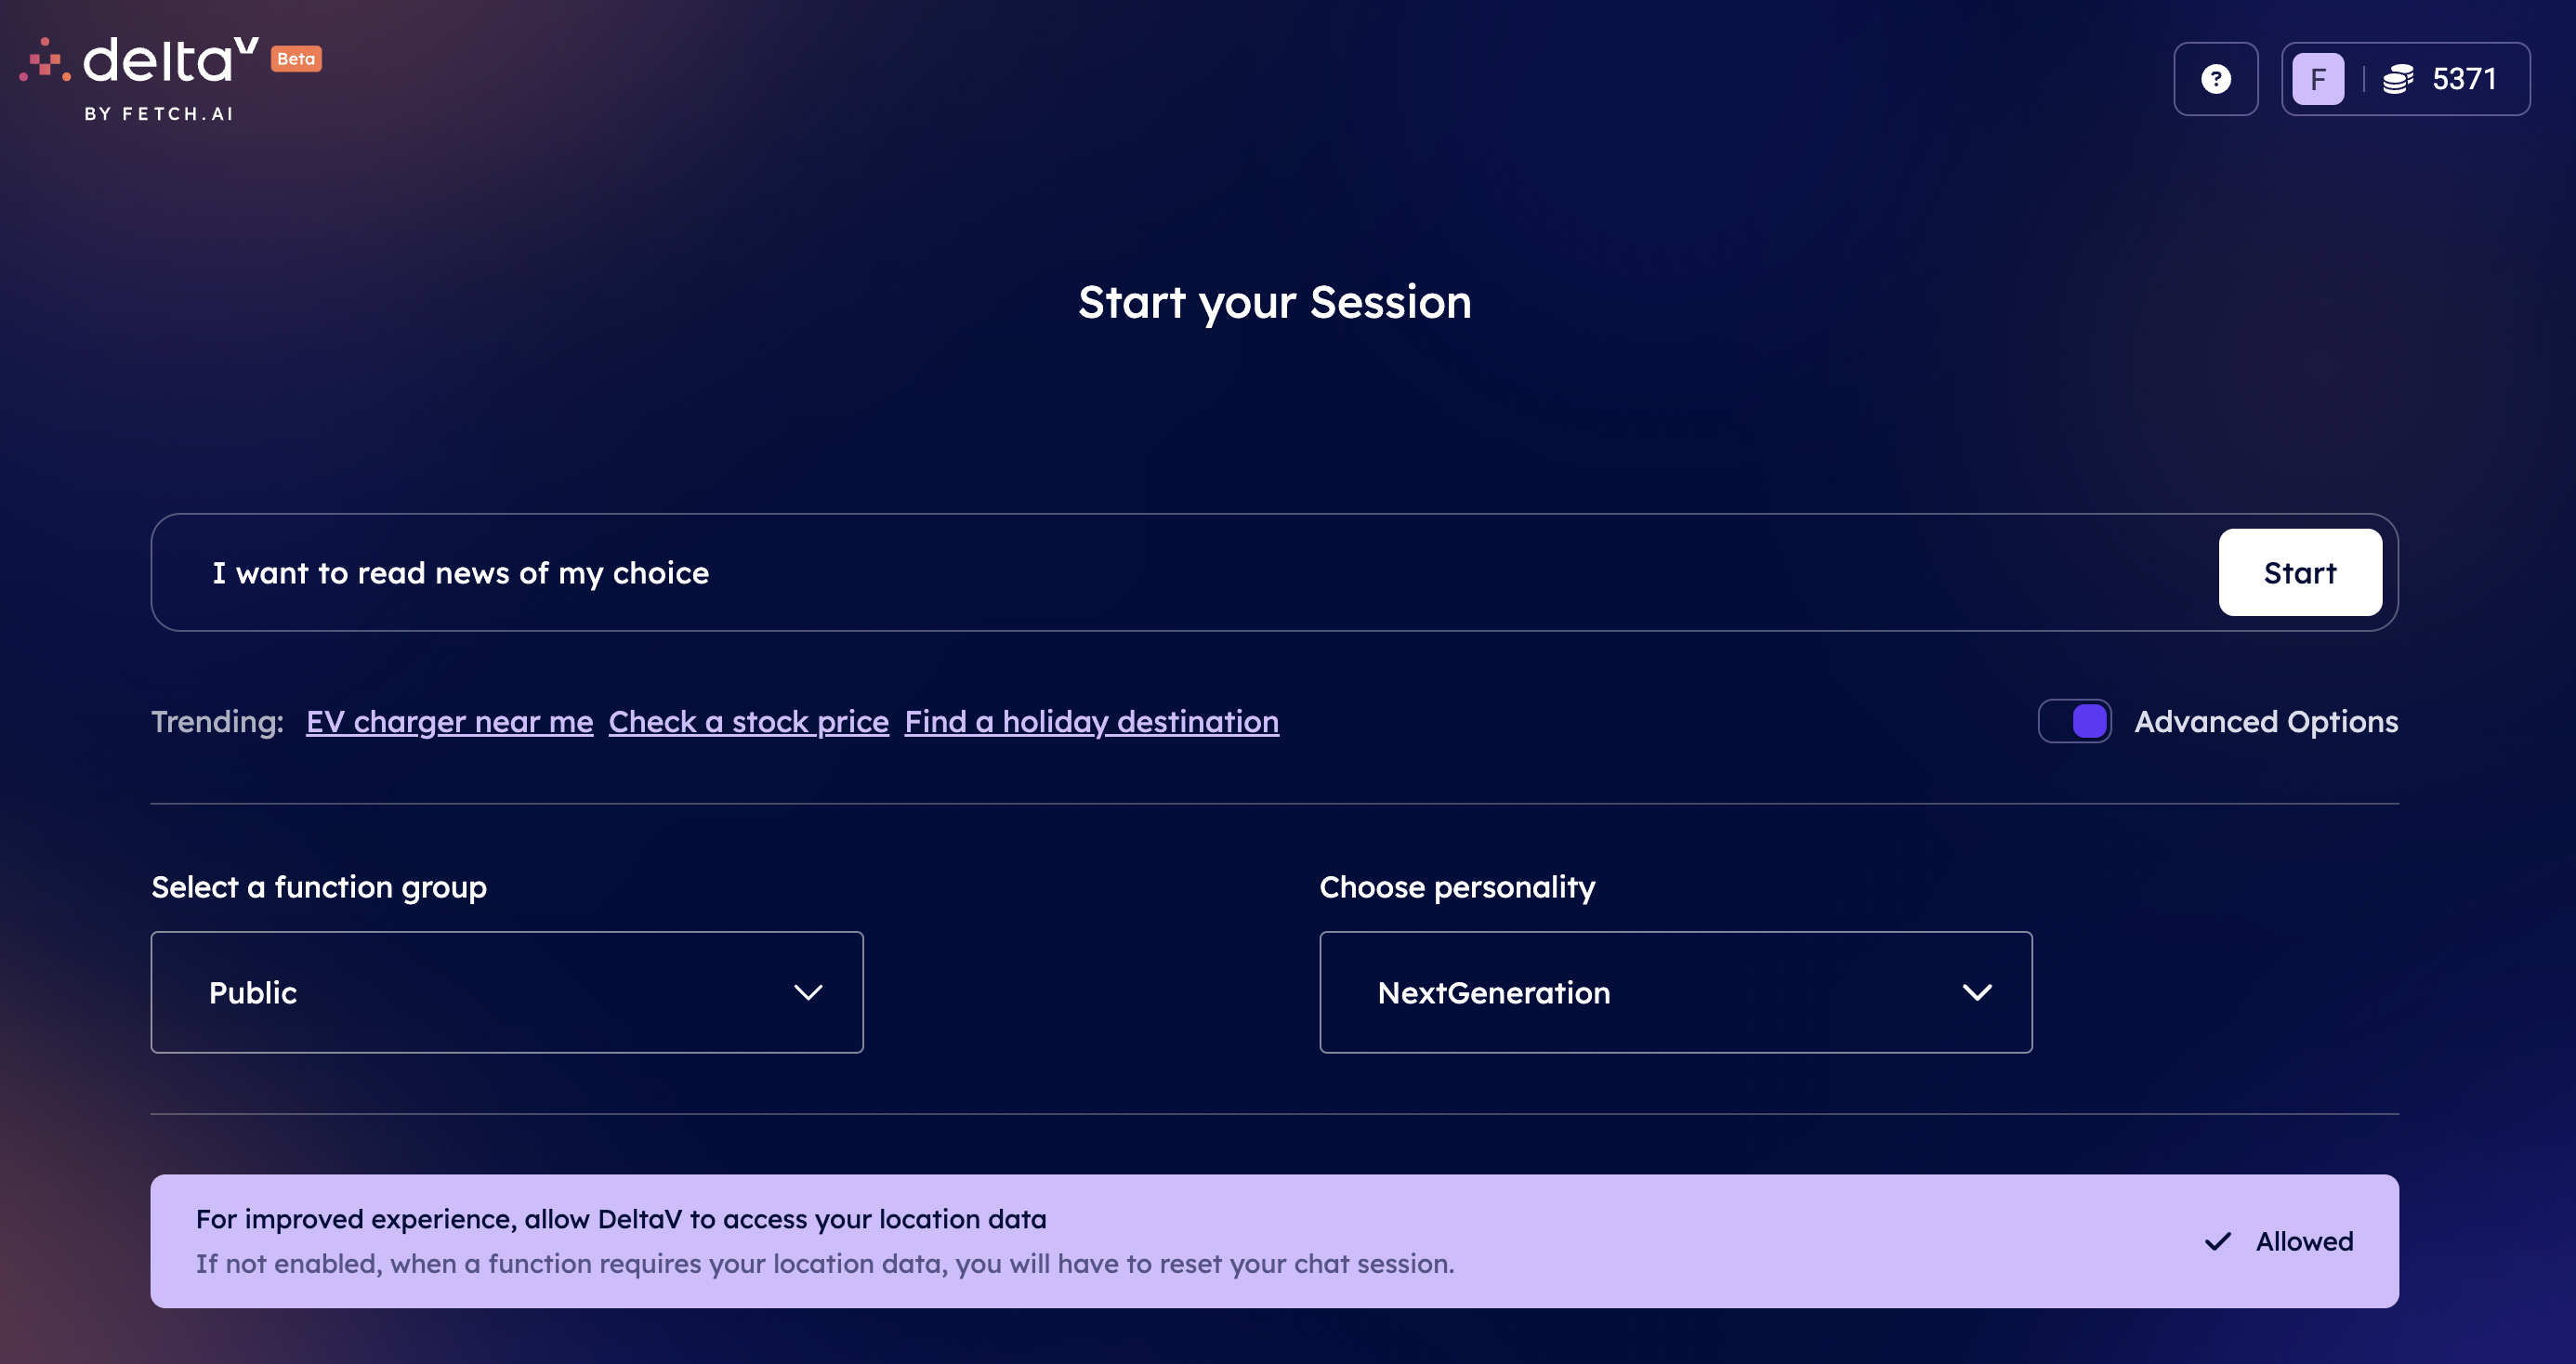 deltaV Beta
BY FETCH.AI
? F 5371
Start your Session
I want to read news of my choice Start
Trending: EV charger near me Check a stock price Find a holiday destination Advanced Options
Select a function group Choose personality
Public NextGeneration
For improved experience, allow DeltaV to access your location data
If not enabled, when a function requires your location data, you will have to reset your chat session.
Allowed